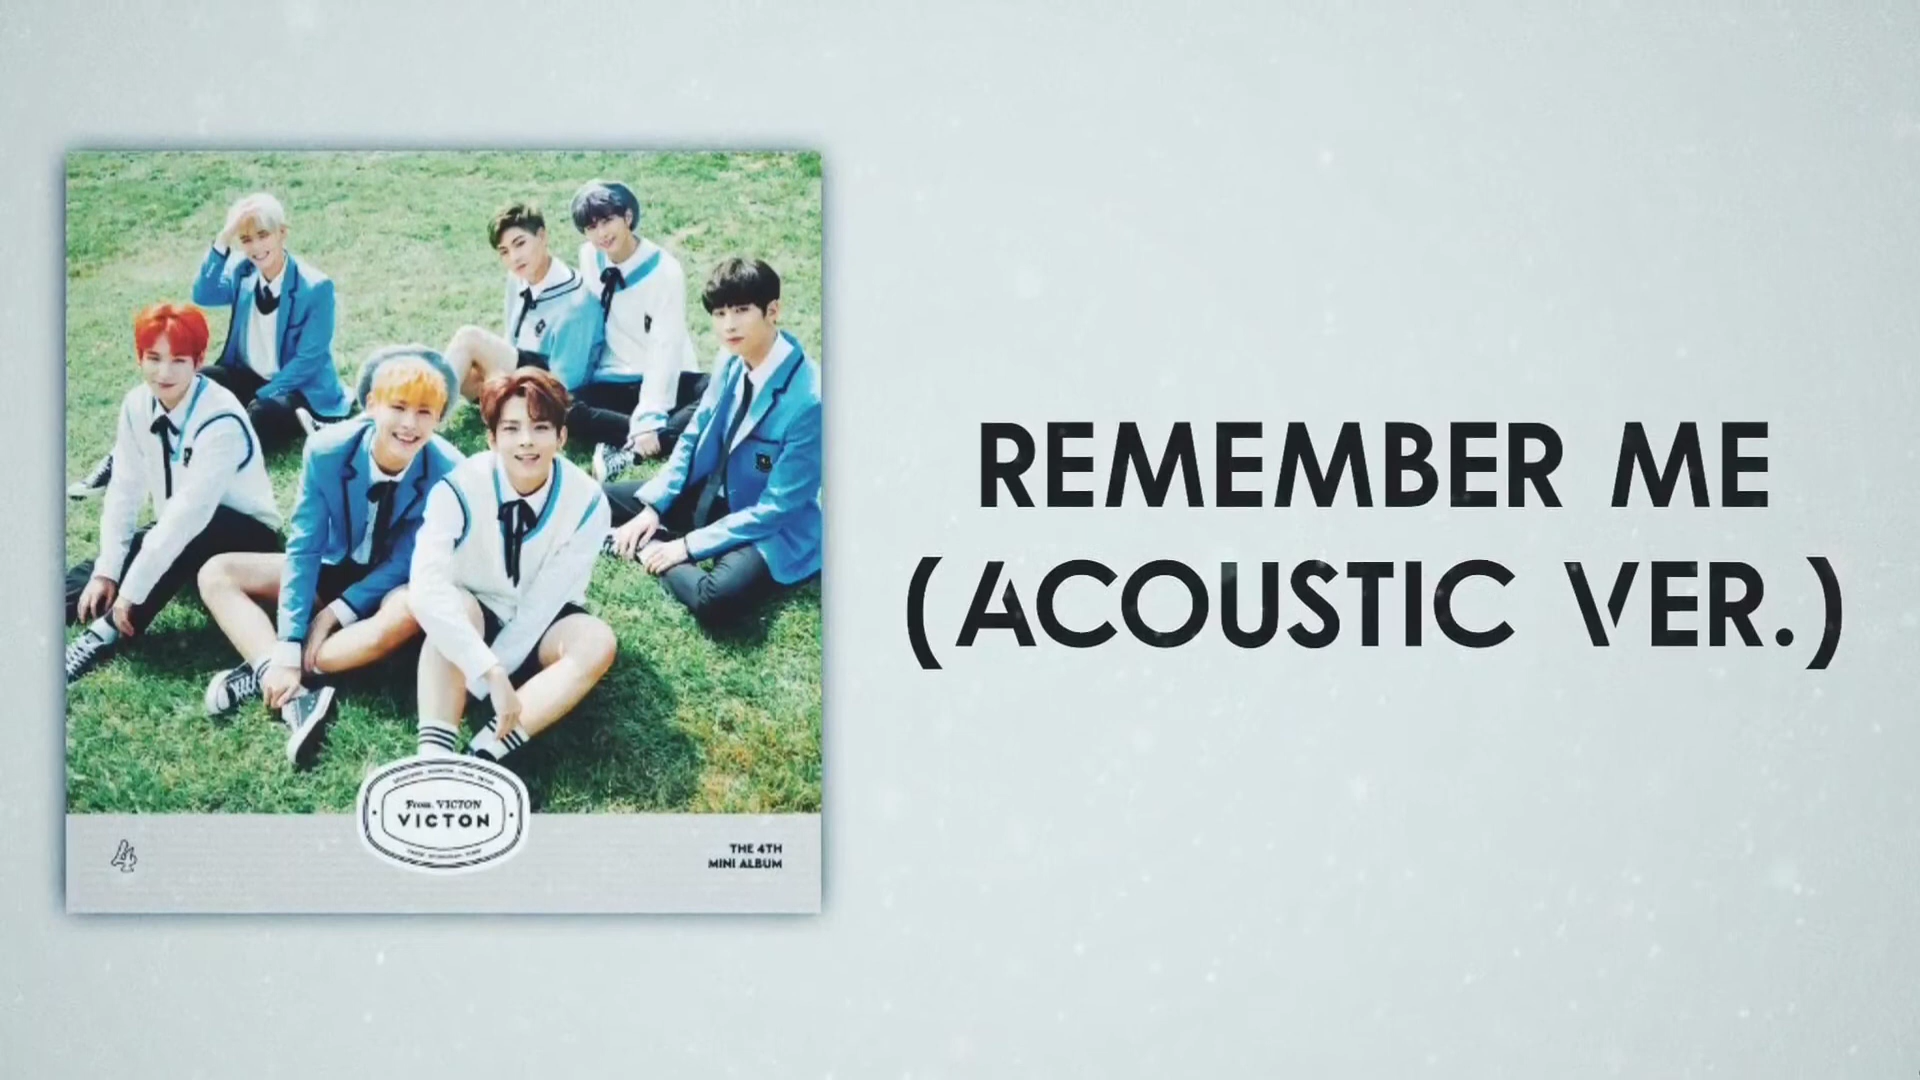 REMEMBER ME
(ACOUSTIC VER.)
From. VICTON
VICTON
4
THE 4TH
MINI ALBUM